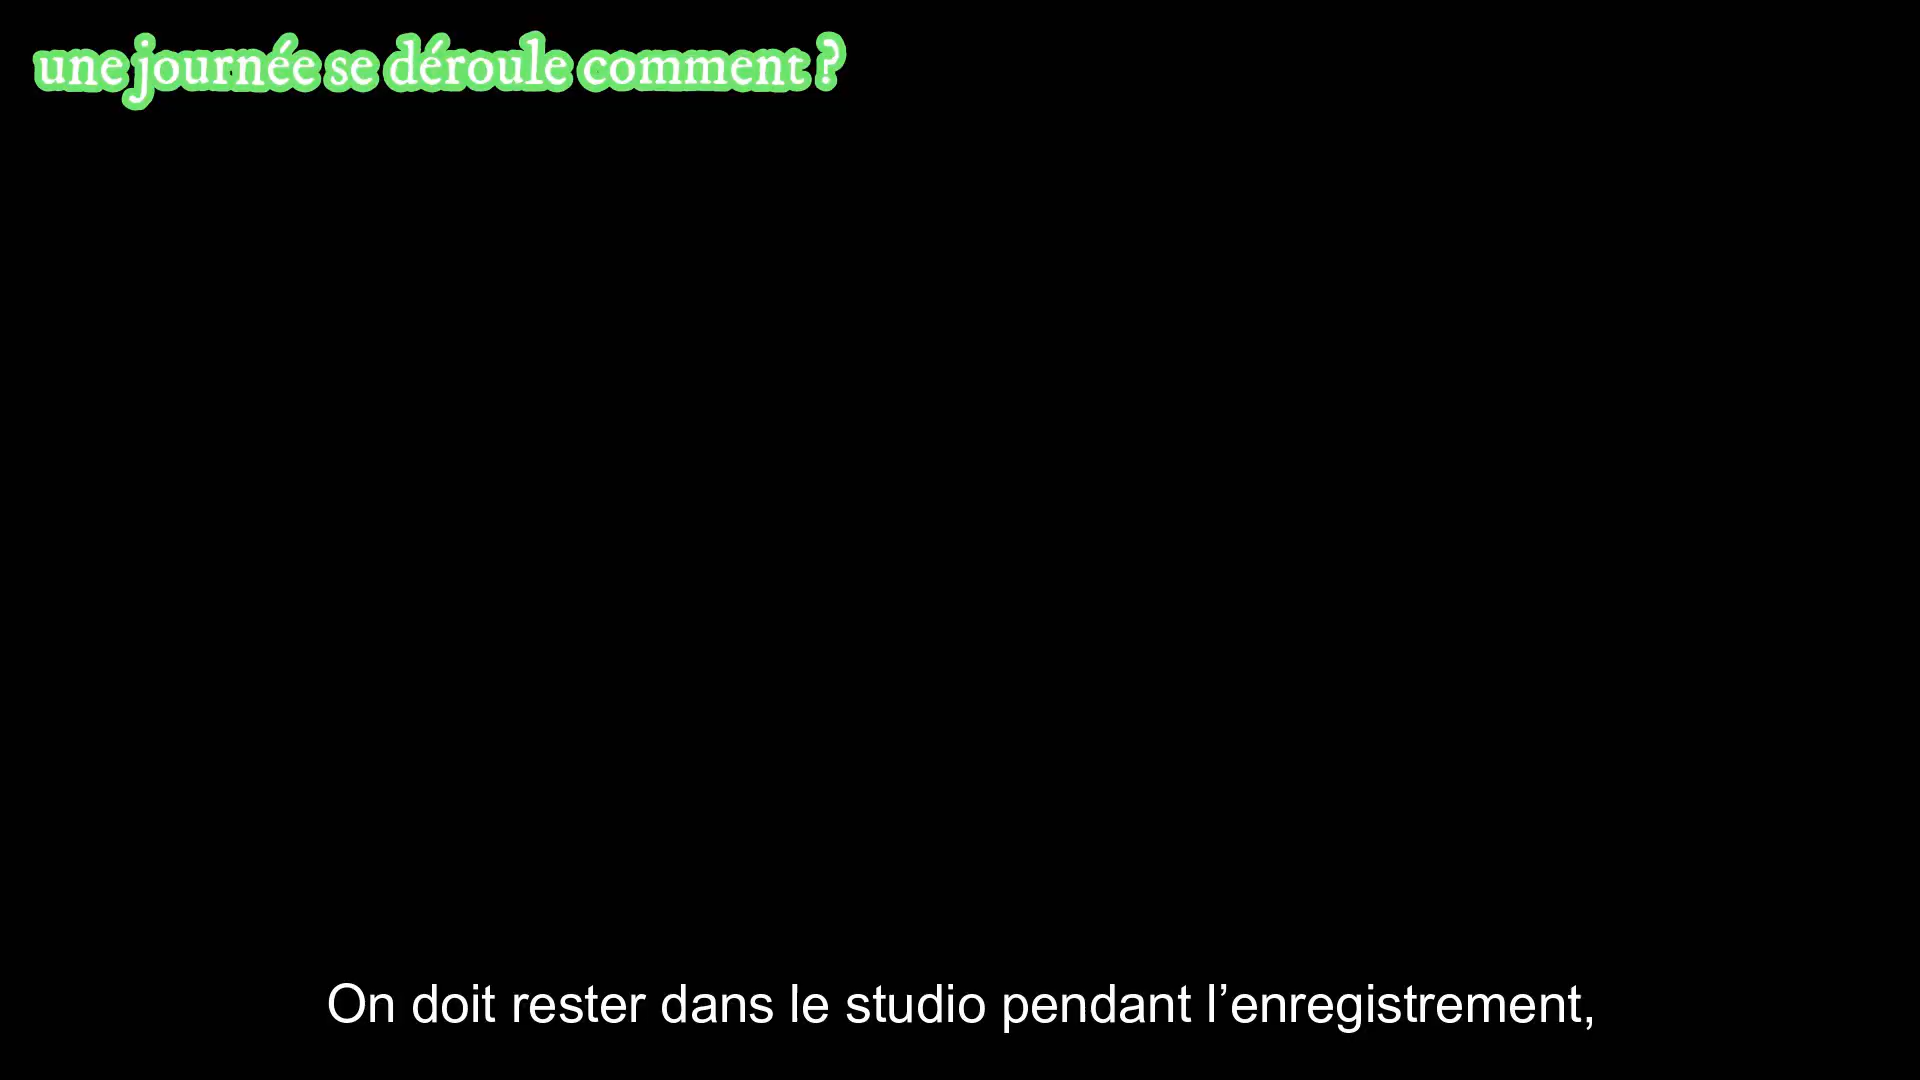 une journée se déroule comment ?
On doit rester dans le studio pendant l’enregistrement,